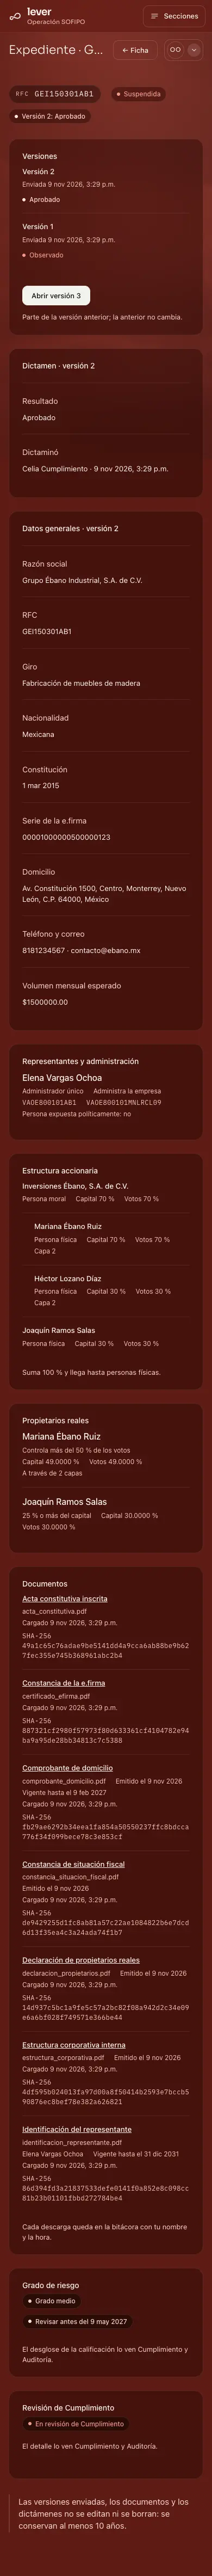 lever
Operación SOFIPO
Secciones
Expediente · G...
← Ficha
OO
RFC GEI150301AB1
Suspendida
Versión 2: Aprobado
Versiones
Versión 2
Enviada 9 nov 2026, 3:29 p.m.
Aprobado
Versión 1
Enviada 9 nov 2026, 3:29 p.m.
Observado
Abrir versión 3
Parte de la versión anterior; la anterior no cambia.
Dictamen · versión 2
Resultado
Aprobado
Dictaminó
Celia Cumplimiento · 9 nov 2026, 3:29 p.m.
Datos generales · versión 2
Razón social
Grupo Ébano Industrial, S.A. de C.V.
RFC
GEI150301AB1
Giro
Fabricación de muebles de madera
Nacionalidad
Mexicana
Constitución
1 mar 2015
Serie de la e.firma
00001000000500000123
Domicilio
Av. Constitución 1500, Centro, Monterrey, Nuevo
León, C.P. 64000, México
Teléfono y correo
8181234567 · contacto@ebano.mx
Volumen mensual esperado
$1500000.00
Representantes y administración
Elena Vargas Ochoa
Administrador único Administra la empresa
VAOE800101AB1 VAOE800101MNLRCL09
Persona expuesta políticamente: no
Estructura accionaria
Inversiones Ébano, S.A. de C.V.
Persona moral Capital 70 % Votos 70 %
Mariana Ébano Ruiz
Persona física Capital 70 % Votos 70 %
Capa 2
Héctor Lozano Díaz
Persona física Capital 30 % Votos 30 %
Capa 2
Joaquín Ramos Salas
Persona física Capital 30 % Votos 30 %
Suma 100 % y llega hasta personas físicas.
Propietarios reales
Mariana Ébano Ruiz
Controla más del 50 % de los votos
Capital 49.0000 % Votos 49.0000 %
A través de 2 capas
Joaquín Ramos Salas
25 % o más del capital Capital 30.0000 %
Votos 30.0000 %
Documentos
Acta constitutiva inscrita
acta_constitutiva.pdf
Cargado 9 nov 2026, 3:29 p.m.
SHA-256
49a1c65c76adae9be5141dd4a9cca6ab88be9b62
7fec355e745b368961abc2b4
Constancia de la e.firma
certificado_efirma.pdf
Cargado 9 nov 2026, 3:29 p.m.
SHA-256
887321cf2980f57973f80d633361cf4104782e94
ba9a95de28bb34813c7c5388
Comprobante de domicilio
comprobante_domicilio.pdf Emitido el 9 nov 2026
Vigente hasta el 9 feb 2027
Cargado 9 nov 2026, 3:29 p.m.
SHA-256
fb29ae6292b34eea1fa854a50550237ffc8bdcca
776f34f099bece78c3e853cf
Constancia de situación fiscal
constancia_situacion_fiscal.pdf
Emitido el 9 nov 2026
Cargado 9 nov 2026, 3:29 p.m.
SHA-256
de9429255d1fc8ab81a57c22ae1084822b6e7dcd
6d13f35ea4c3a24ada74f1b7
Declaración de propietarios reales
declaracion_propietarios.pdf Emitido el 9 nov 2026
Cargado 9 nov 2026, 3:29 p.m.
SHA-256
14d937c5bc1a9fe5c57a2bc82f08a942d2c34e09
e6a6bf028f749571e366be44
Estructura corporativa interna
estructura_corporativa.pdf Emitido el 9 nov 2026
Cargado 9 nov 2026, 3:29 p.m.
SHA-256
4df595b024013fa97d00a8f50414b2593e7bccb5
90876ec8bef78e382a626821
Identificación del representante
identificacion_representante.pdf
Elena Vargas Ochoa Vigente hasta el 31 dic 2031
Cargado 9 nov 2026, 3:29 p.m.
SHA-256
86d394fd3a21837533defe0141f0a852e8c098cc
81b23b01101fbbd272784be4
Cada descarga queda en la bitácora con tu nombre
y la hora.
Grado de riesgo
Grado medio
Revisar antes del 9 may 2027
El desglose de la calificación lo ven Cumplimiento y
Auditoría.
Revisión de Cumplimiento
En revisión de Cumplimiento
El detalle lo ven Cumplimiento y Auditoría.
Las versiones enviadas, los documentos y los
dictámenes no se editan ni se borran: se
conservan al menos 10 años.